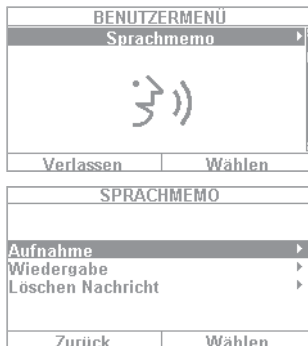 BENUTZERMENÜ
Sprachmemo
Verlassen Wählen
SPRACHMEMO
Aufnahme
Wiedergabe
Löschen Nachricht
Zurück Wählen